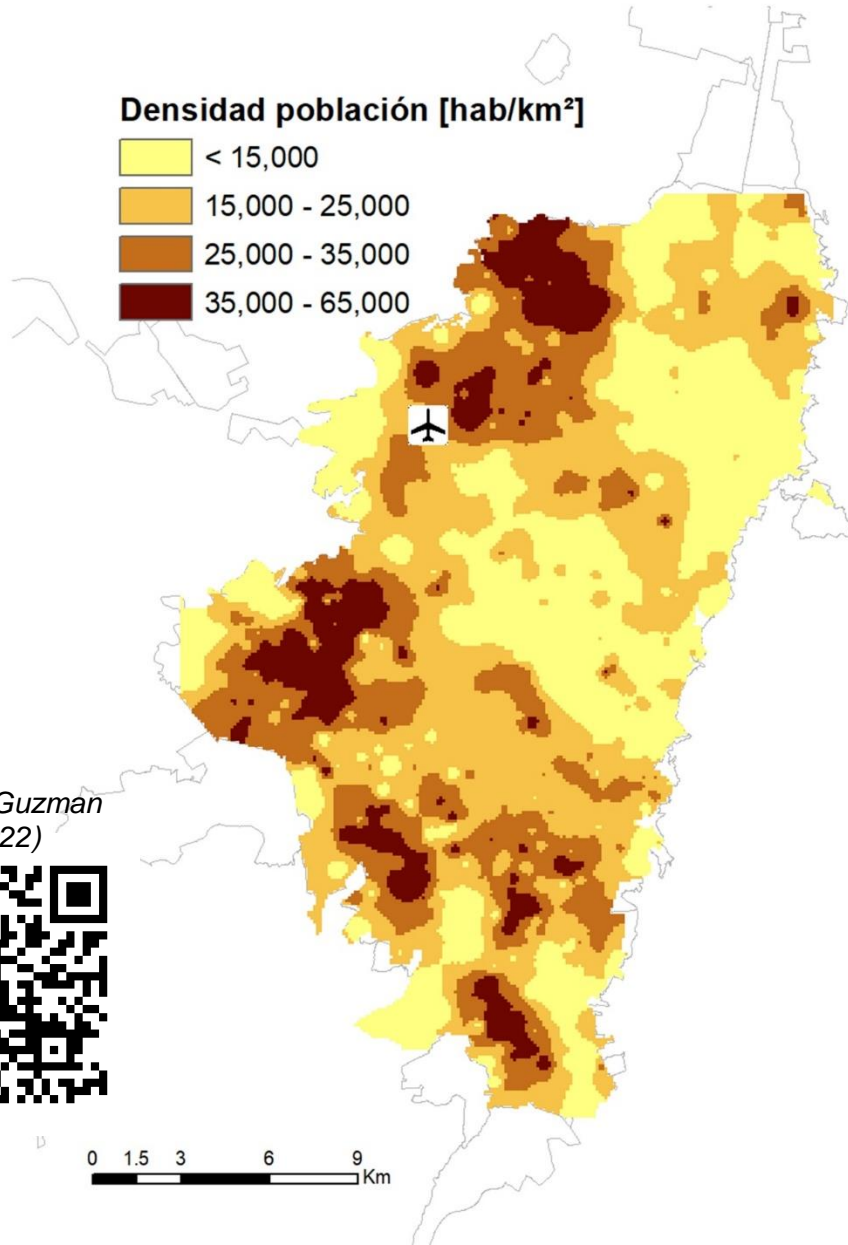 Densidad población [hab/km²]
< 15,000
15,000 - 25,000
25,000 - 35,000
35,000 - 65,000
Guzman
22)
0 1.5 3 6 9
Km